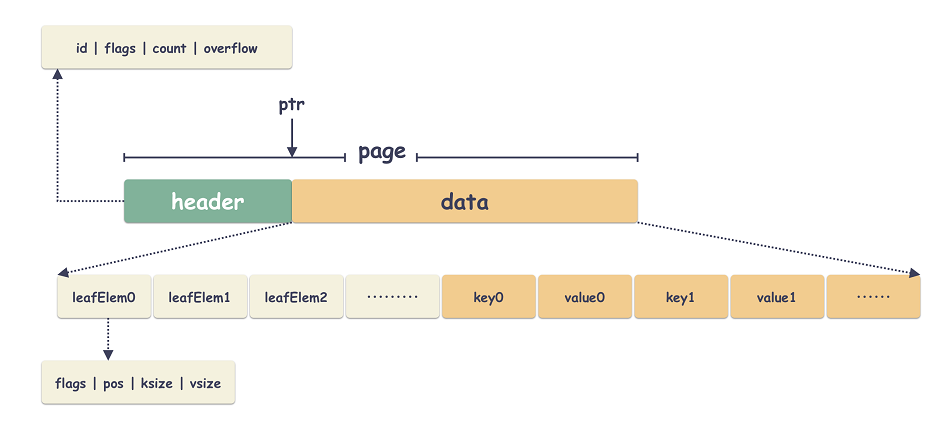 id | flags | count | overflow
ptr
page
header
data
leafElem0 leafElem1 leafElem2 ......... key0 value0 key1 value1 ......
flags | pos | ksize | vsize